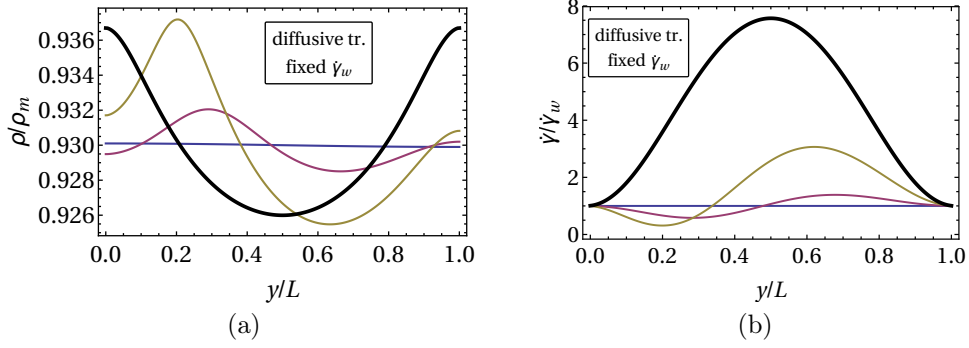 ρ/ρm
0.936
0.934
0.932
0.930
0.928
0.926
diffusive tr.
fixed γ̇w
0.0 0.2 0.4 0.6 0.8 1.0
y/L
(a)
γ̇/γ̇w
8
6
4
2
0
diffusive tr.
fixed γ̇w
0.0 0.2 0.4 0.6 0.8 1.0
y/L
(b)